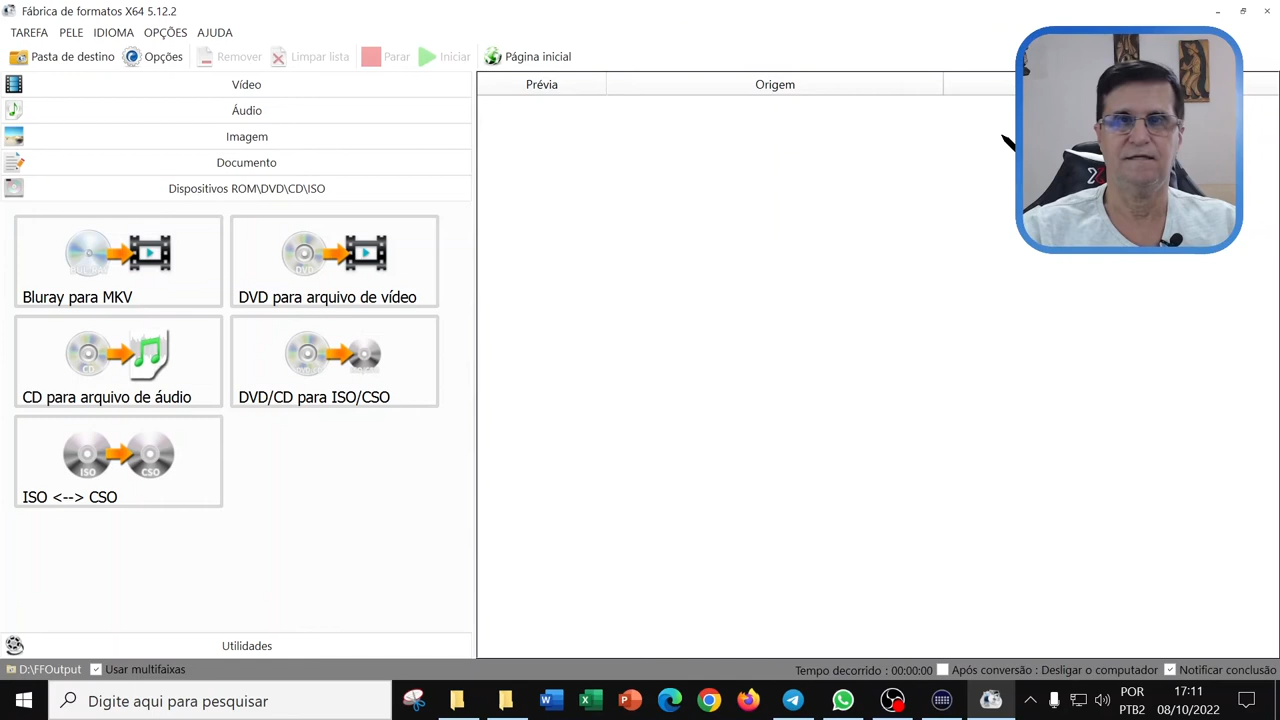 Fábrica de formatos X64 5.12.2
TAREFA PELE IDIOMA OPÇÕES AJUDA
Pasta de destino Opções Remover Limpar lista Parar Iniciar Página inicial
Vídeo
Áudio
Imagem
Documento
Dispositivos ROM\DVD\CD\ISO
Bluray para MKV
DVD
DVD para arquivo de vídeo
CD
CD para arquivo de áudio
DVD/CD para ISO/CSO
ISO CSO
ISO <--> CSO
Utilidades
D:\FFOutput Usar multifaixas
Prévia Origem
Tempo decorrido : 00:00:00 Após conversão : Desligar o computador Notificar conclusão
Digite aqui para pesquisar
POR
PTB2
17:11
08/10/2022